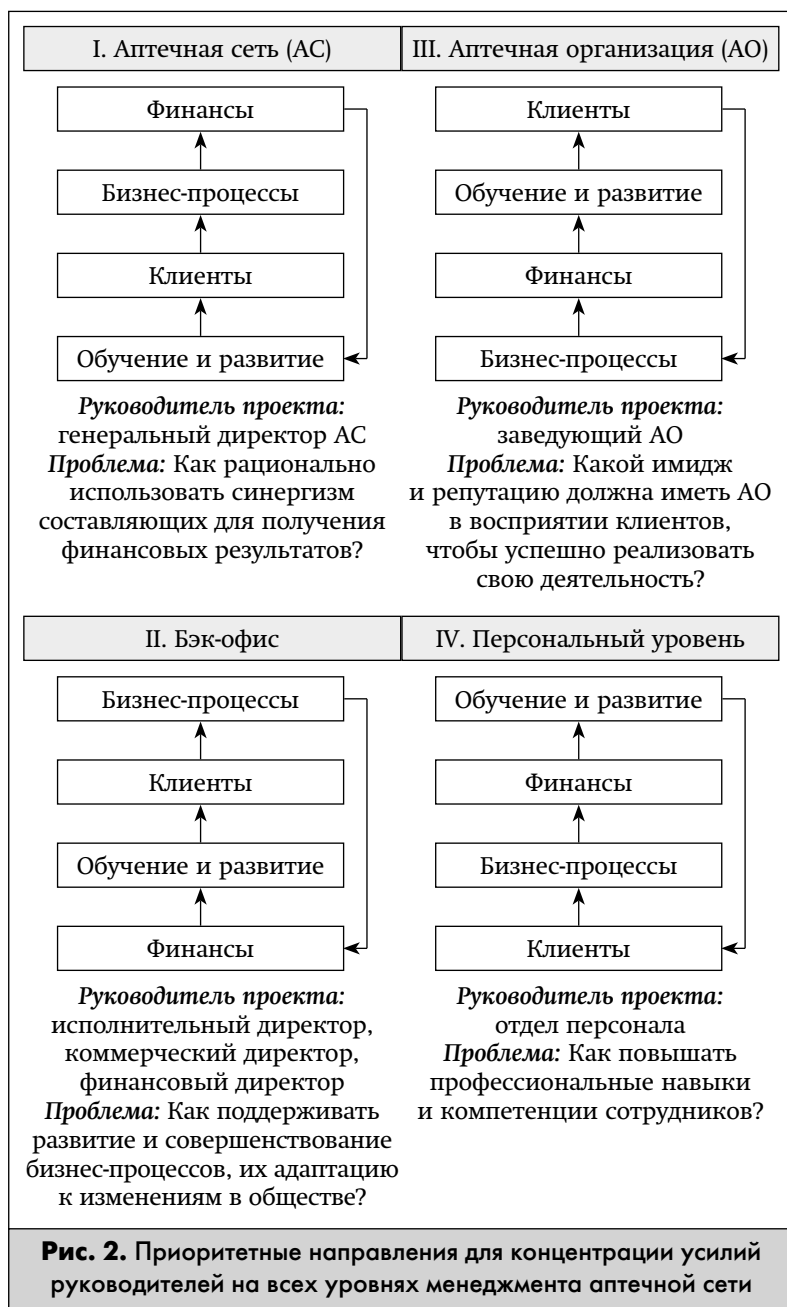 I. Аптечная сеть (АС)
Финансы
Бизнес-процессы
Клиенты
Обучение и развитие
Руководитель проекта:
генеральный директор АС
Проблема: Как рационально
использовать синергизм
составляющих для получения
финансовых результатов?
III. Аптечная организация (АО)
Клиенты
Обучение и развитие
Финансы
Бизнес-процессы
Руководитель проекта:
заведующий АО
Проблема: Какой имидж
и репутацию должна иметь АО
в восприятии клиентов,
чтобы успешно реализовать
свою деятельность?
II. Бэк-офис
Бизнес-процессы
Клиенты
Обучение и развитие
Финансы
Руководитель проекта:
исполнительный директор,
коммерческий директор,
финансовый директор
Проблема: Как поддерживать
развитие и совершенствование
бизнес-процессов, их адаптацию
к изменениям в обществе?
IV. Персональный уровень
Обучение и развитие
Финансы
Бизнес-процессы
Клиенты
Руководитель проекта:
отдел персонала
Проблема: Как повышать
профессиональные навыки
и компетенции сотрудников?
Рис. 2. Приоритетные направления для концентрации усилий
руководителей на всех уровнях менеджмента аптечной сети